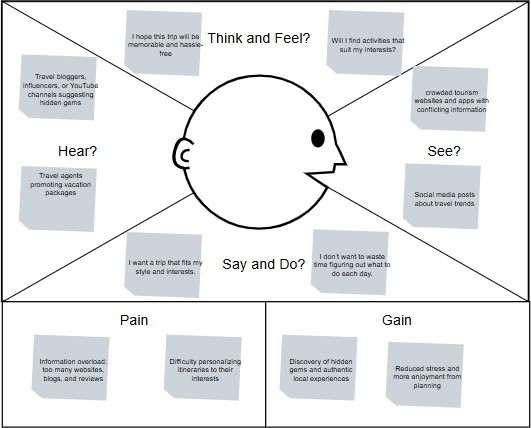 Think and Feel?
I hope this trip will be
memorable and hassle-
free
Will I find activities that
suit my interests?
Hear?
Travel bloggers,
influencers, or YouTube
channels suggesting
hidden gems
Travel agents
promoting vacation
packages
See?
crowded tourism
websites and apps with
conflicting information
Social media posts
about travel trends
Say and Do?
I want a trip that fits my
style and interests.
I don't want to waste
time figuring out what to
do each day.
Pain
Information overload:
too many websites,
blogs, and reviews
Difficulty personalizing
itineraries to their
interests
Gain
Discovery of hidden
gems and authentic
local experiences
Reduced stress and
more enjoyment from
planning